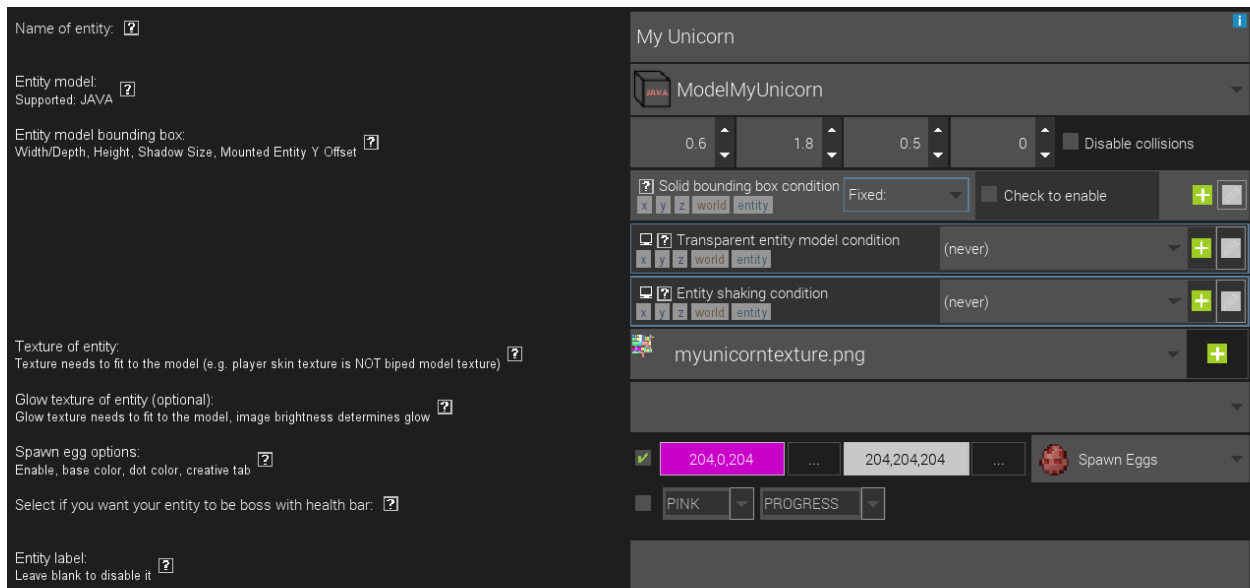 Name of entity: ?
i
My Unicorn
Entity model:
Supported: JAVA ?
JAVA ModelMyUnicorn
Entity model bounding box:
Width/Depth, Height, Shadow Size, Mounted Entity Y Offset ?
0.6 1.8 0.5 0 Disable collisions
? Solid bounding box condition Fixed: Check to enable
x y z world entity
? Transparent entity model condition (never)
x y z world entity
? Entity shaking condition (never)
x y z world entity
Texture of entity:
Texture needs to fit to the model (e.g. player skin texture is NOT biped model texture) ?
myunicorntexture.png
Glow texture of entity (optional):
Glow texture needs to fit to the model, image brightness determines glow ?
Spawn egg options:
Enable, base color, dot color, creative tab ?
204,0,204 ... 204,204,204 ... Spawn Eggs
Select if you want your entity to be boss with health bar: ?
PINK PROGRESS
Entity label:
Leave blank to disable it ?